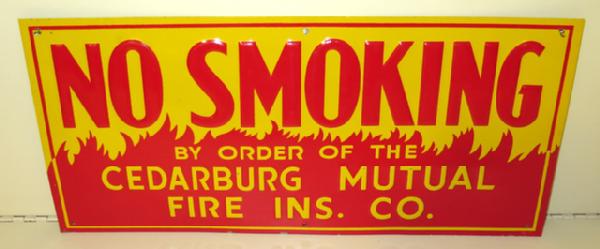 NO SMOKING
BY ORDER OF THE
CEDARBURG MUTUAL
FIRE INS. CO.